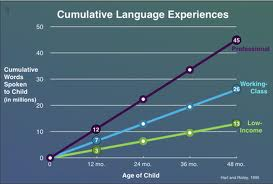 Cumulative Language Experiences
50
40
30
20
10
0
Cumulative
Words
Spoken
to Child
(in millions)
45
Professional
Working-
Class
26
Low-
Income
13
12
7
3
0
12 mo.
24 mo.
36 mo.
48 mo.
Age of Child
Hart and Risley, 1995